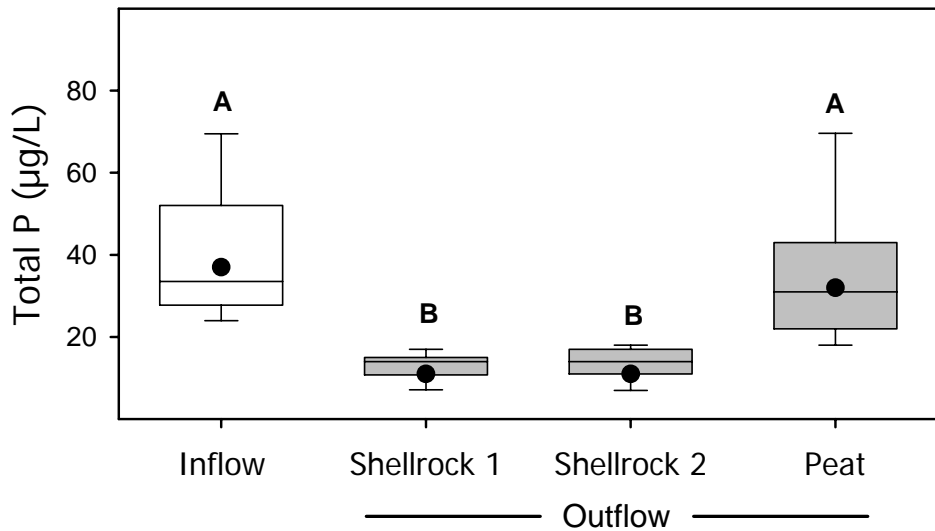 Total P (µg/L)
80
60
40
20
A
B
B
A
Inflow
Shellrock 1
Shellrock 2
Peat
Outflow